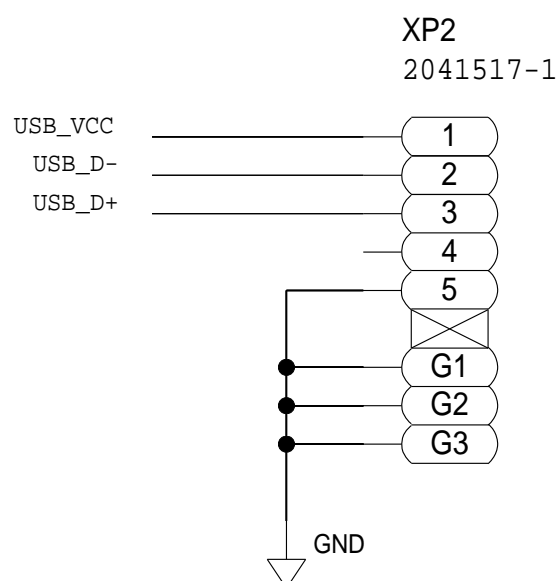 XP2
2041517-1
USB_VCC
1
USB_D-
2
USB_D+
3
4
5
G1
G2
G3
GND